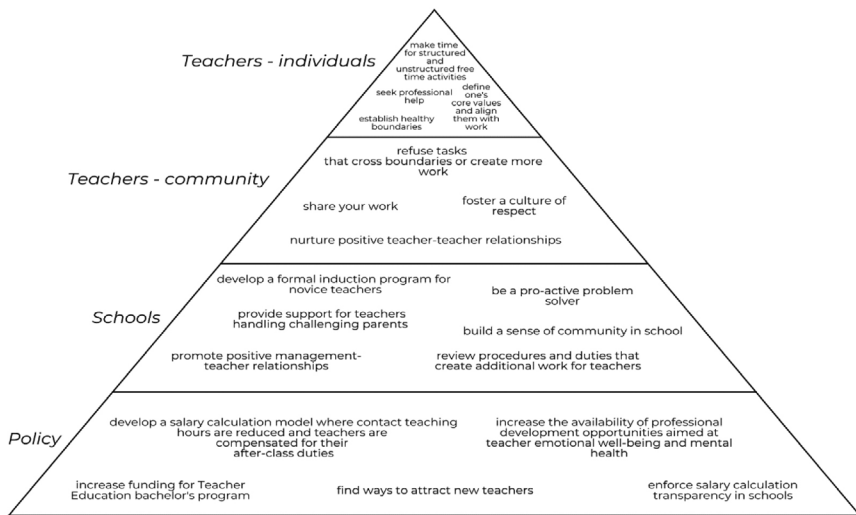 Teachers - individuals
make time
for structured
and
unstructured free
time activities
seek professional
help
define
one's
core values
and align
them with
work
establish healthy
boundaries
Teachers - community
refuse tasks
that cross boundaries or create more
work
share your work
foster a culture of
respect
nurture positive teacher-teacher relationships
Schools
develop a formal induction program for
novice teachers
be a pro-active problem
solver
provide support for teachers
handling challenging parents
build a sense of community in school
promote positive management-
teacher relationships
review procedures and duties that
create additional work for teachers
Policy
develop a salary calculation model where contact teaching
hours are reduced and teachers are
compensated for their
after-class duties
increase the availability of professional
development opportunities aimed at
teacher emotional well-being and mental
health
increase funding for Teacher
Education bachelor's program
find ways to attract new teachers
enforce salary calculation
transparency in schools